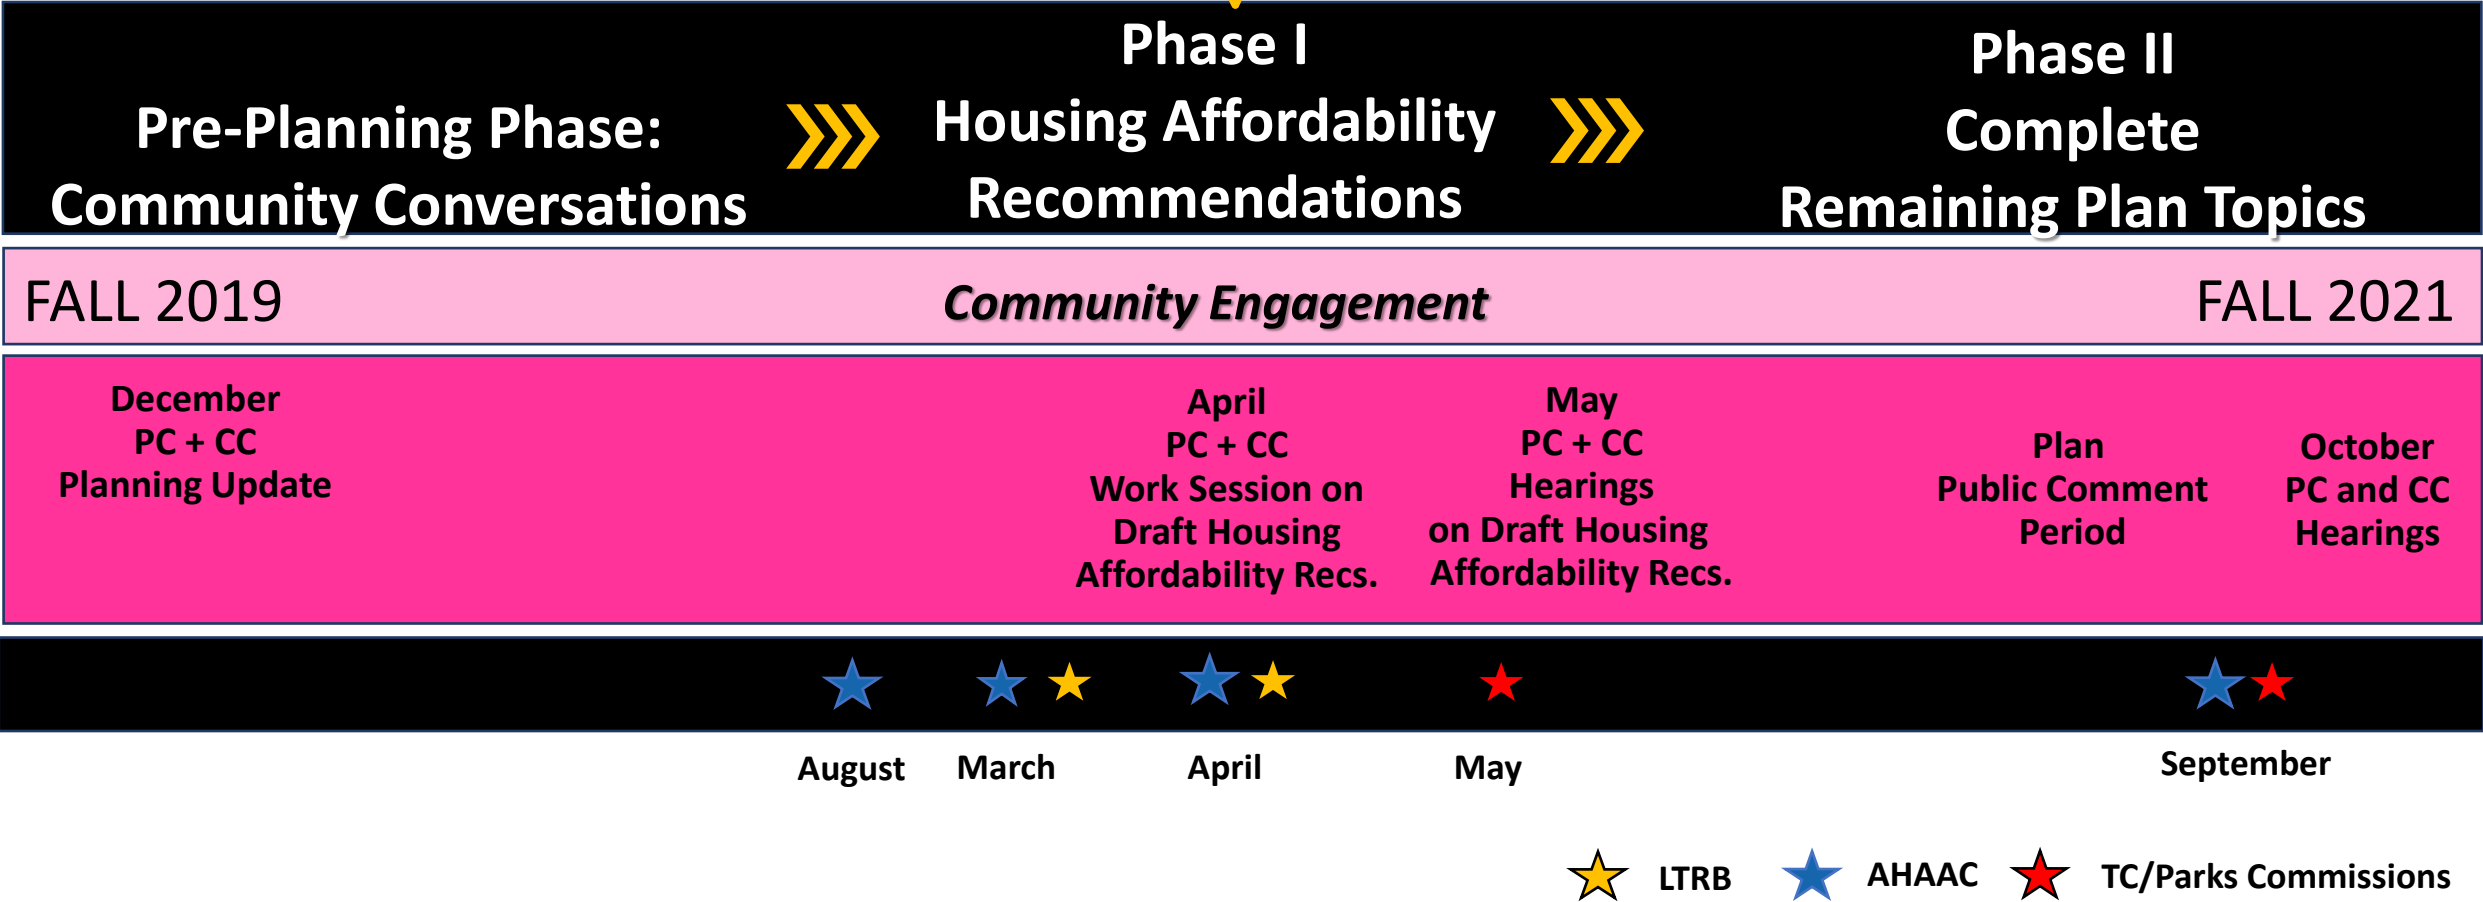 Pre-Planning Phase:
Community Conversations
Phase I
Housing Affordability
Recommendations
Phase II
Complete
Remaining Plan Topics
FALL 2019
Community Engagement
FALL 2021
December
PC + CC
Planning Update
April
PC + CC
Work Session on
Draft Housing
Affordability Recs.
May
PC + CC
Hearings
on Draft Housing
Affordability Recs.
Plan
Public Comment
Period
October
PC and CC
Hearings
August
March
April
May
September
LTRB
AHAAC
TC/Parks Commissions